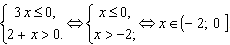 {3x ≤ 0, ⇔ {x ≤ 0, ⇔ x ∈ (− 2; 0]
2 + x > 0. x > −2;